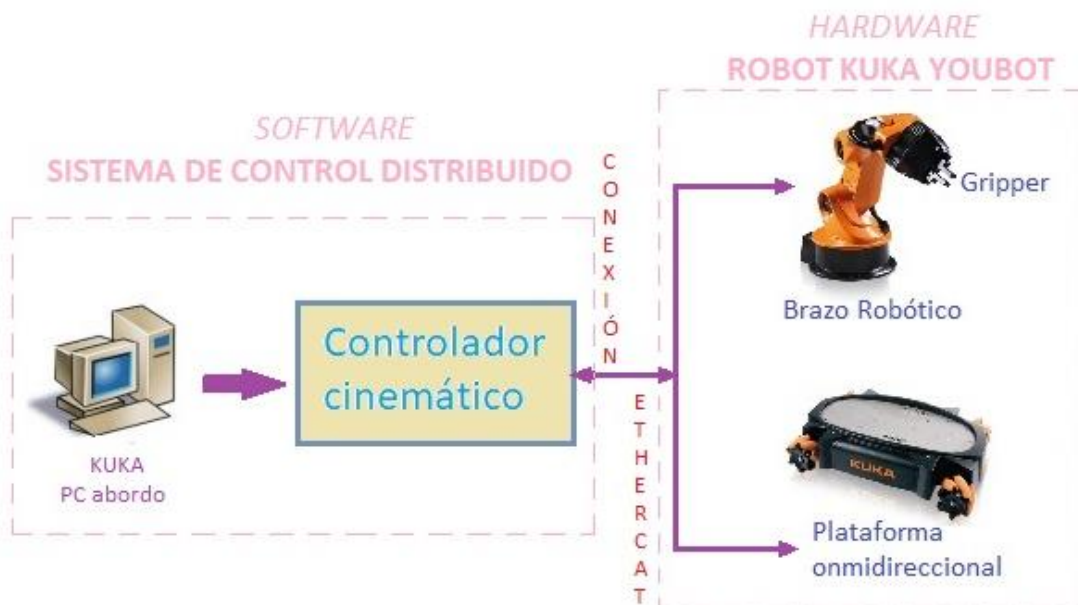 SOFTWARE
SISTEMA DE CONTROL DISTRIBUIDO
KUKA
PC abordo
Controlador
cinemático
CONEXIÓN
ETHERCAT
HARDWARE
ROBOT KUKA YOUBOT
Gripper
Brazo Robótico
KUKA
Plataforma
onmidireccional